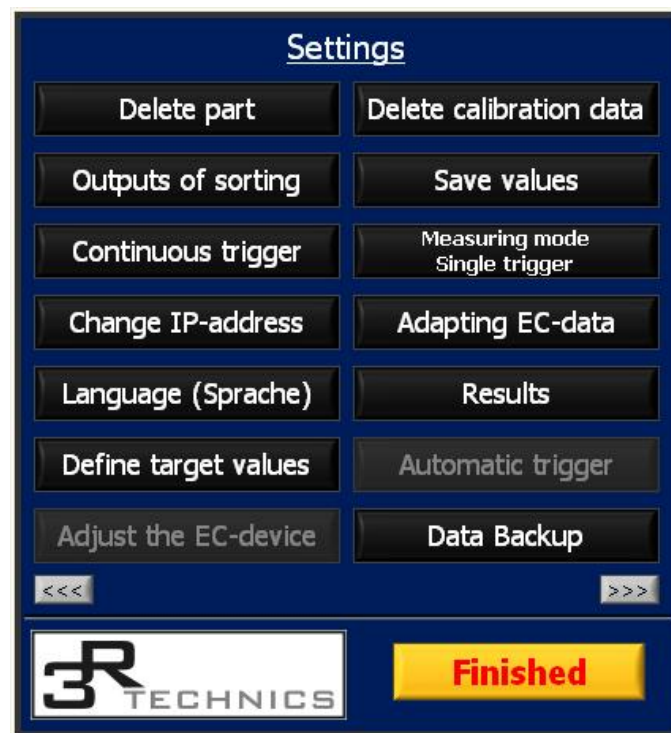 Settings
Delete part
Delete calibration data
Outputs of sorting
Save values
Continuous trigger
Measuring mode
Single trigger
Change IP-address
Adapting EC-data
Language (Sprache)
Results
Define target values
Automatic trigger
Adjust the EC-device
Data Backup
<<<
>>>
3R TECHNICS
Finished